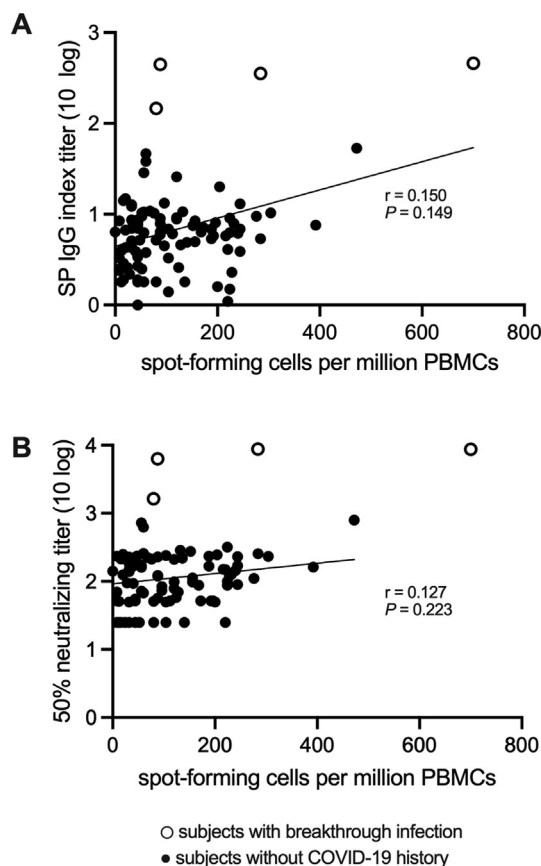 A
SP IgG index titer (10 log)
3
2
1
0
r = 0.150
P = 0.149
0 200 400 600 800
spot-forming cells per million PBMCs
B
50% neutralizing titer (10 log)
4
3
2
1
0
r = 0.127
P = 0.223
0 200 400 600 800
spot-forming cells per million PBMCs
subjects with breakthrough infection
subjects without COVID-19 history